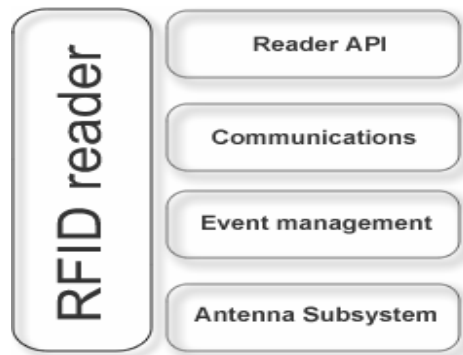 RFID reader
Reader API
Communications
Event management
Antenna Subsystem